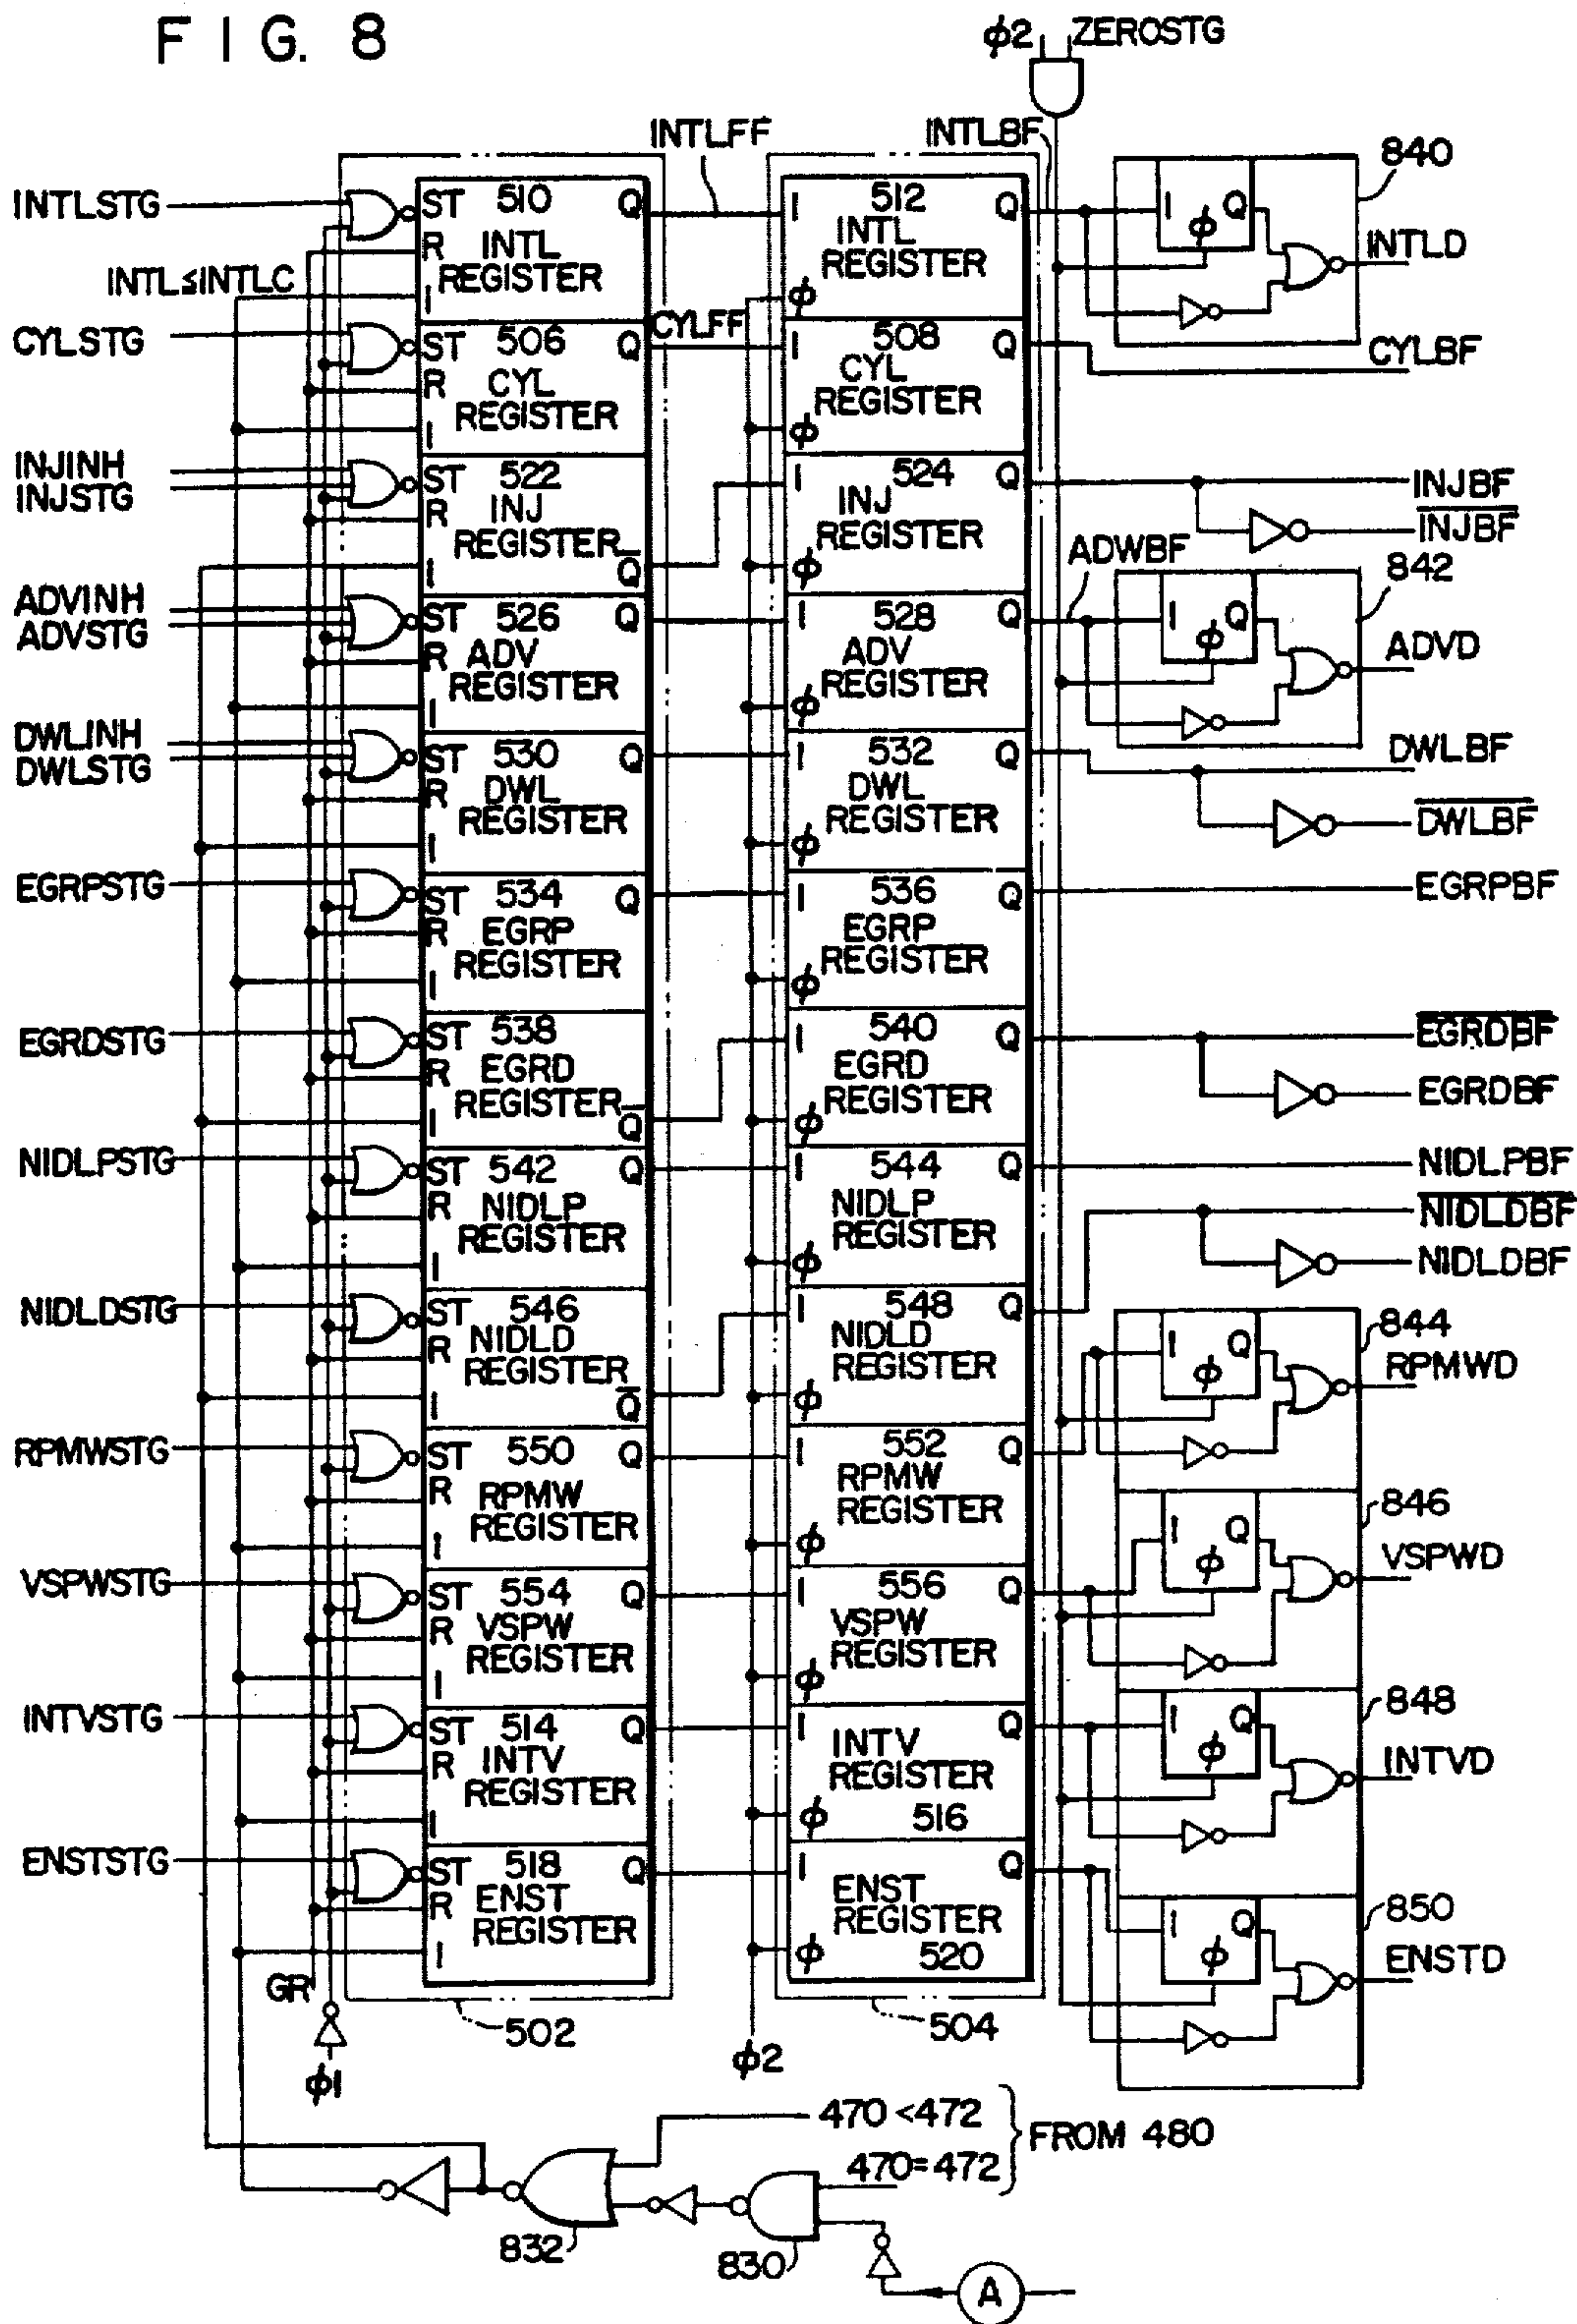 FIG. 8
φ2 ZEROSTG
INTLFF
INTLBF
840
INTLSTG
ST 510 Q
R INTL REGISTER
I
I 512 Q
INTL REGISTER
φ
I Q
φ
INTLD
INTL≤INTLC
CYLSTG
ST 506 Q
R CYL REGISTER
I
CYLFF
I 508 Q
CYL REGISTER
φ
CYLBF
INJINH
INJSTG
ST 522
R INJ REGISTER
I Q̅
I 524 Q
INJ REGISTER
φ
INJBF
I̅N̅J̅B̅F̅
ADWBF
842
ADVINH
ADVSTG
ST 526 Q
R ADV REGISTER
I
I 528 Q
ADV REGISTER
φ
I Q
φ
ADVD
DWLINH
DWLSTG
ST 530 Q
R DWL REGISTER
I
I 532 Q
DWL REGISTER
φ
DWLBF
D̅W̅L̅B̅F̅
EGRPSTG
ST 534 Q
R EGRP REGISTER
I
I 536 Q
EGRP REGISTER
φ
EGRPBF
EGRDSTG
ST 538
R EGRD REGISTER
I Q̅
I 540 Q
EGRD REGISTER
φ
E̅G̅R̅D̅B̅F̅
EGRDBF
NIDLPSTG
ST 542 Q
R NIDLP REGISTER
I
I 544 Q
NIDLP REGISTER
φ
NIDLPBF
N̅I̅D̅L̅D̅B̅F̅
NIDLDBF
NIDLDSTG
ST 546
R NIDLD REGISTER
I Q̅
I 548 Q
NIDLD REGISTER
φ
844
I Q
φ
RPMWD
RPMWSTG
ST 550 Q
R RPMW REGISTER
I
I 552 Q
RPMW REGISTER
φ
846
I Q
φ
VSPWD
VSPWSTG
ST 554 Q
R VSPW REGISTER
I
I 556 Q
VSPW REGISTER
φ
848
I Q
φ
INTVD
INTVSTG
ST 514 Q
R INTV REGISTER
I
I Q
INTV REGISTER
φ 516
850
I Q
φ
ENSTD
ENSTSTG
ST 518 Q
R ENST REGISTER
I
I Q
ENST REGISTER
φ 520
GR
502
504
φ1
φ2
470<472
470=472
FROM 480
832
830
A